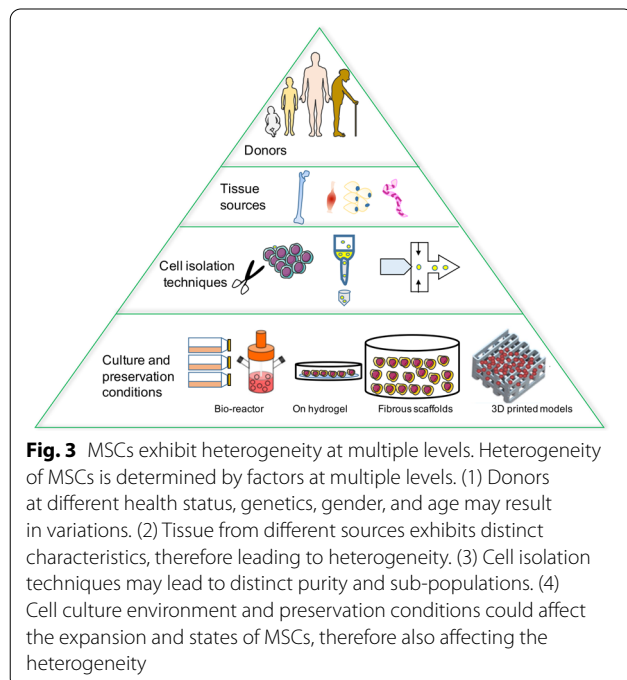 Donors
Tissue
sources
Cell isolation
techniques
Culture and
preservation
conditions
Bio-reactor
On hydrogel
Fibrous scaffolds
3D printed models
Fig. 3 MSCs exhibit heterogeneity at multiple levels. Heterogeneity
of MSCs is determined by factors at multiple levels. (1) Donors
at different health status, genetics, gender, and age may result
in variations. (2) Tissue from different sources exhibits distinct
characteristics, therefore leading to heterogeneity. (3) Cell isolation
techniques may lead to distinct purity and sub-populations. (4)
Cell culture environment and preservation conditions could affect
the expansion and states of MSCs, therefore also affecting the
heterogeneity